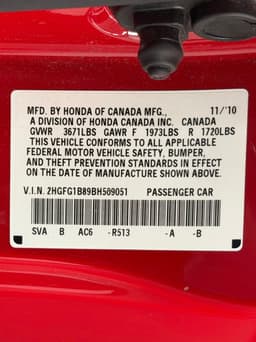 MFD. BY HONDA OF CANADA MFG., 11/'10
A DIVISION OF HONDA CANADA INC. CANADA
GVWR 3671LBS GAWR F 1973LBS R 1720LBS
THIS VEHICLE CONFORMS TO ALL APPLICABLE
FEDERAL MOTOR VEHICLE SAFETY, BUMPER,
AND THEFT PREVENTION STANDARDS IN EFFECT
ON THE DATE OF MANUFACTURE SHOWN ABOVE.
V.I.N. 2HGFG1B89BH509051 PASSENGER CAR
SVA B AC6 -R513 -A -B